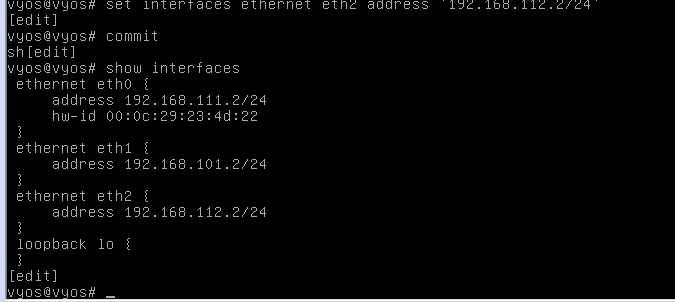 vyos@vyos# set interfaces ethernet eth2 address '192.168.112.2/24'
[edit]
vyos@vyos# commit
sh[edit]
vyos@vyos# show interfaces
 ethernet eth0 {
     address 192.168.111.2/24
     hw-id 00:0c:29:23:4d:22
 }
 ethernet eth1 {
     address 192.168.101.2/24
 }
 ethernet eth2 {
     address 192.168.112.2/24
 }
 loopback lo {
 }
[edit]
vyos@vyos# _